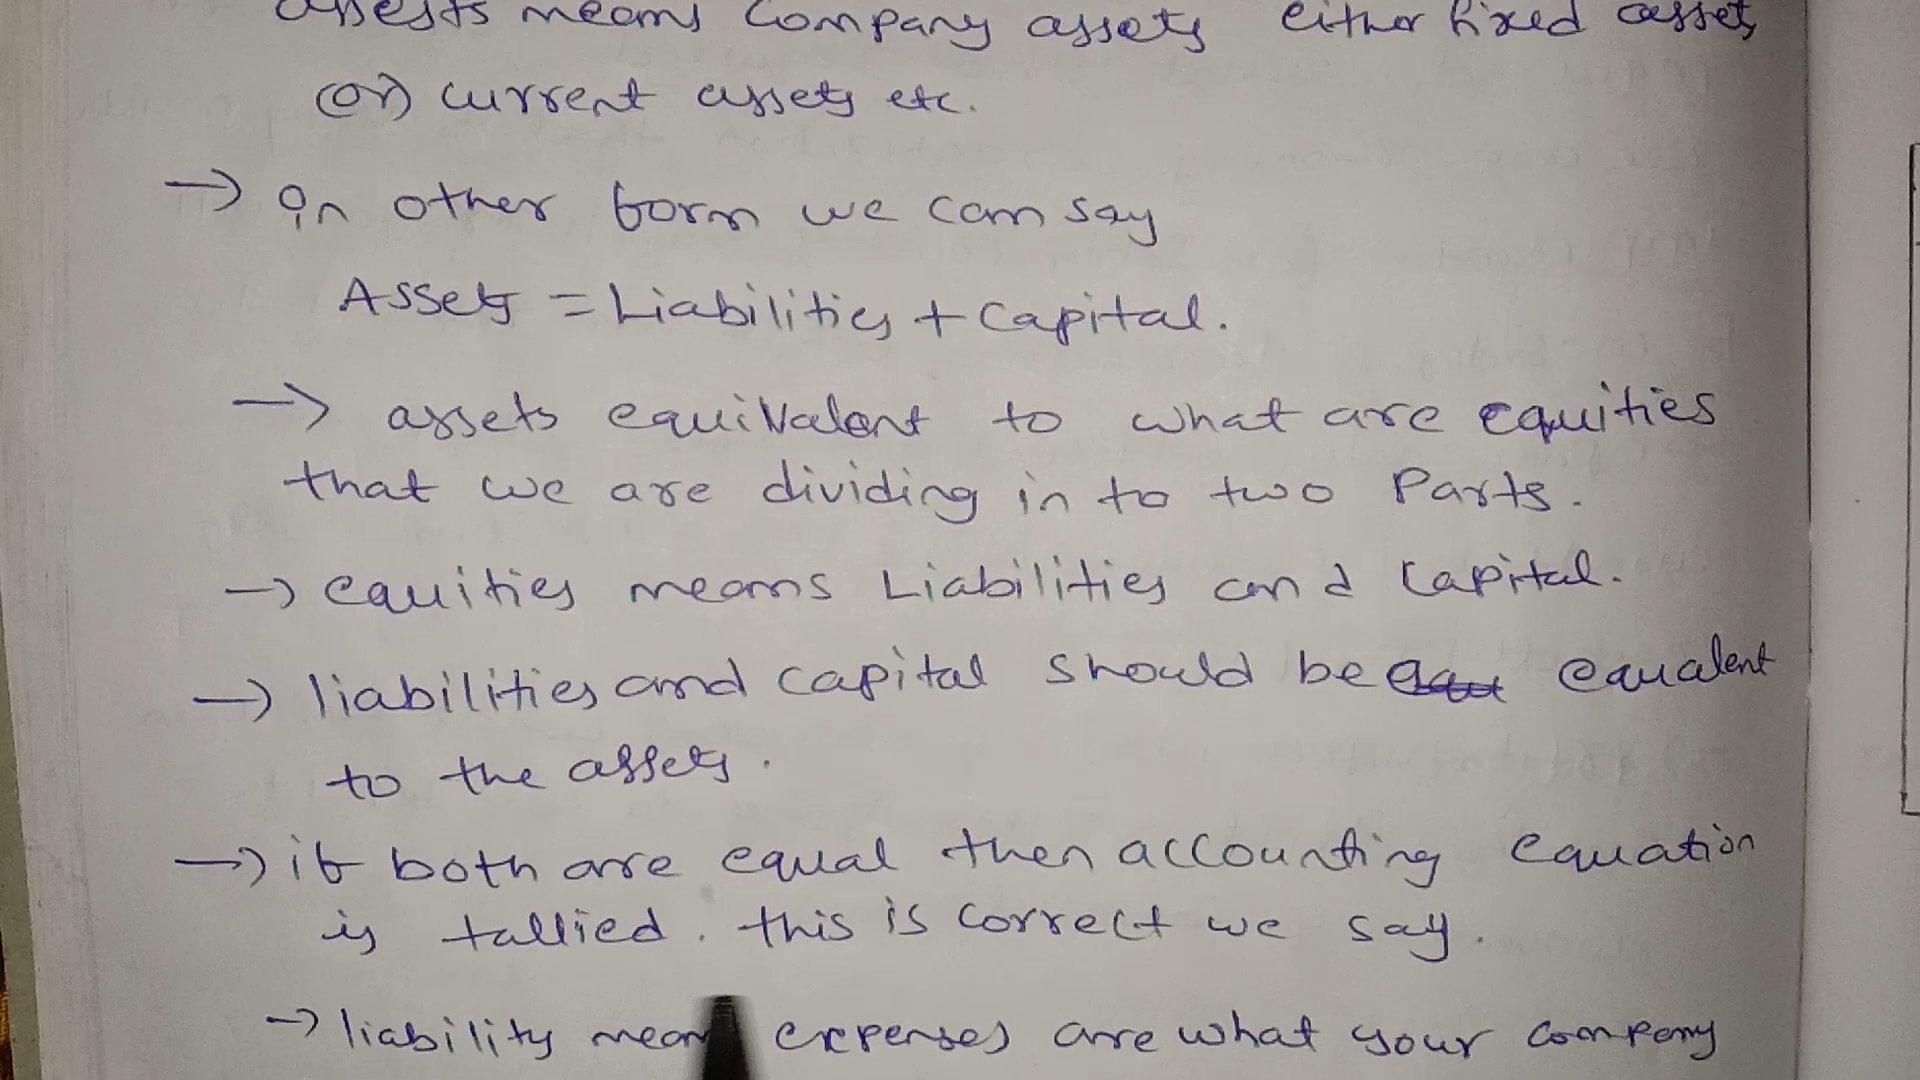 assests means Company assets either fixed asset
(or) current assets etc.
→ in other form we can say
Assets = Liabilities + Capital.
→ assets equivalent to what are equities
that we are dividing in to two Parts.
→ equities means Liabilities and Capital.
→ liabilities and capital should be equalent
to the assets.
→ if both are equal then accounting equation
is tallied. this is correct we say.
→ liability means expenses are what your company